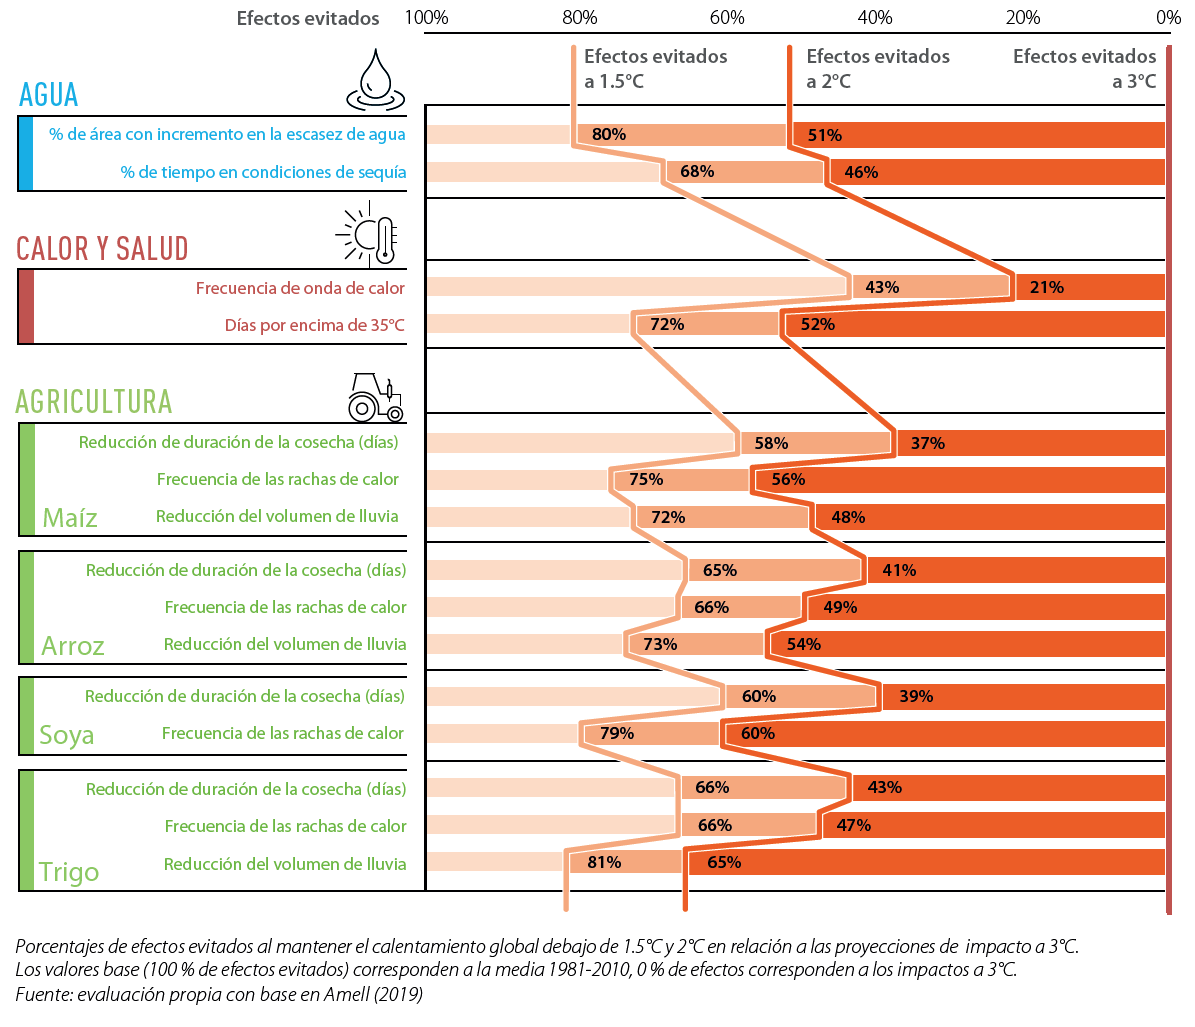 Efectos evitados 100% 80% 60% 40% 20% 0%
Efectos evitados
a 1.5°C
Efectos evitados
a 2°C
Efectos evitados
a 3°C
AGUA
% de área con incremento en la escasez de agua 80% 51%
% de tiempo en condiciones de sequía 68% 46%
CALOR Y SALUD
Frecuencia de onda de calor 43% 21%
Días por encima de 35°C 72% 52%
AGRICULTURA
Reducción de duración de la cosecha (días) 58% 37%
Frecuencia de las rachas de calor 75% 56%
Maíz Reducción del volumen de lluvia 72% 48%
Reducción de duración de la cosecha (días) 65% 41%
Frecuencia de las rachas de calor 66% 49%
Arroz Reducción del volumen de lluvia 73% 54%
Reducción de duración de la cosecha (días) 60% 39%
Soya Frecuencia de las rachas de calor 79% 60%
Reducción de duración de la cosecha (días) 66% 43%
Frecuencia de las rachas de calor 66% 47%
Trigo Reducción del volumen de lluvia 81% 65%
Porcentajes de efectos evitados al mantener el calentamiento global debajo de 1.5°C y 2°C en relación a las proyecciones de impacto a 3°C.
Los valores base (100 % de efectos evitados) corresponden a la media 1981-2010, 0 % de efectos corresponden a los impactos a 3°C.
Fuente: evaluación propia con base en Amell (2019)